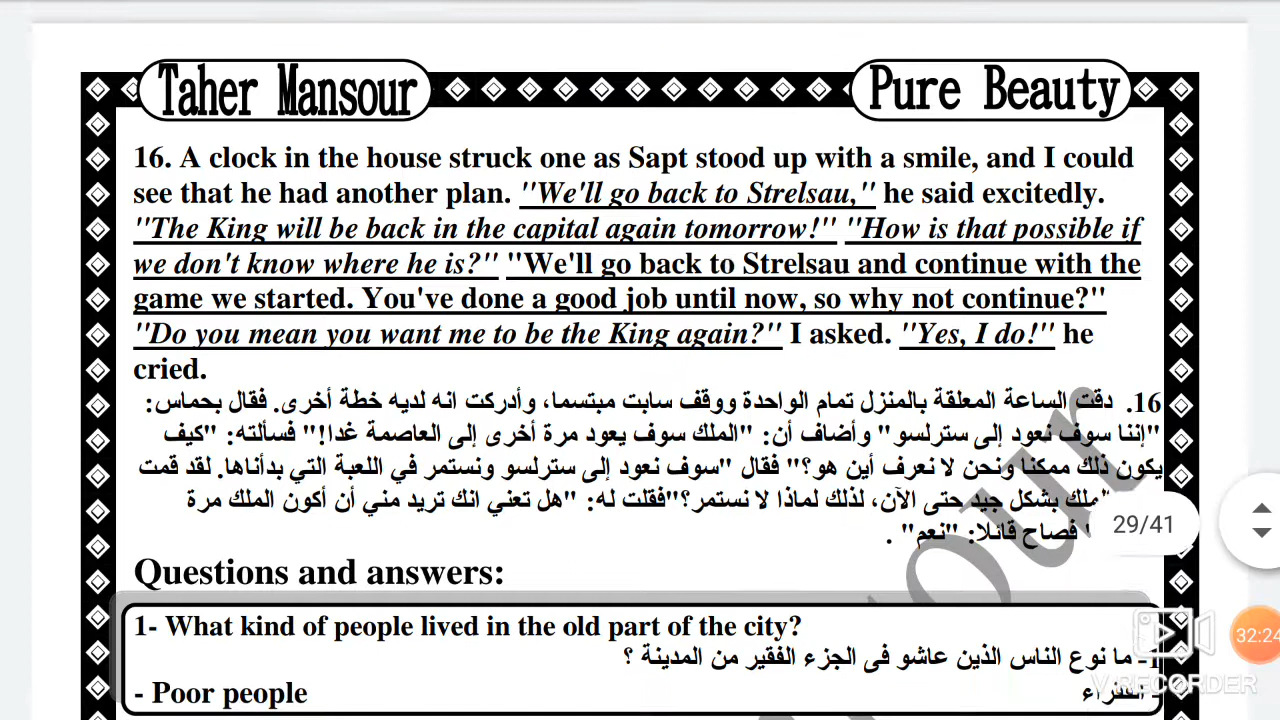 Taher Mansour
Pure Beauty
16. A clock in the house struck one as Sapt stood up with a smile, and I could
see that he had another plan. "We'll go back to Strelsau," he said excitedly.
"The King will be back in the capital again tomorrow!" "How is that possible if
we don't know where he is?" "We'll go back to Strelsau and continue with the
game we started. You've done a good job until now, so why not continue?"
"Do you mean you want me to be the King again?" I asked. "Yes, I do!" he
cried.
16. دقت الساعة المعلقة بالمنزل تمام الواحدة ووقف سابت مبتسما، وأدركت انه لديه خطة أخرى. فقال بحماس:
"إننا سوف نعود إلى سترلسو" وأضاف أن: "الملك سوف يعود مرة أخرى إلى العاصمة غدا!" فسألته: "كيف
يكون ذلك ممكنا ونحن لا نعرف أين هو؟" فقال "سوف نعود إلى سترلسو ونستمر في اللعبة التي بدأناها. لقد قمت
بشكل جيد حتى الآن، لذلك لماذا لا نستمر؟"فقلت له: "هل تعني انك تريد مني أن أكون الملك مرة
فصاح قائلا: "نعم" .
29/41
Questions and answers:
1- What kind of people lived in the old part of the city?
1- ما نوع الناس الذين عاشو فى الجزء الفقير من المدينة ؟
- Poor people
- الفقراء
32:24
V RECORDER